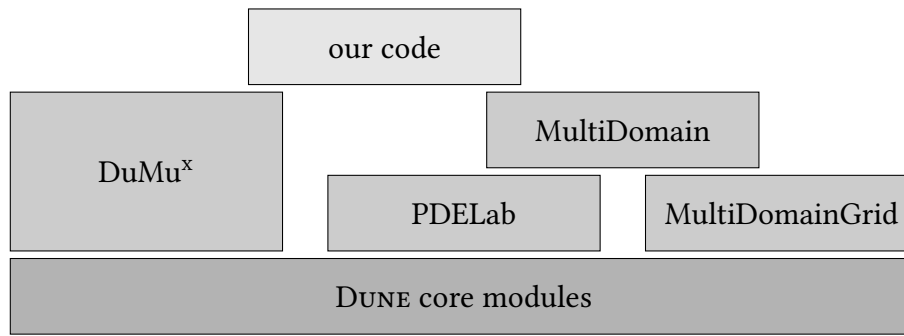 our code
MultiDomain
DuMuˣ
PDELab
MultiDomainGrid
Dune core modules